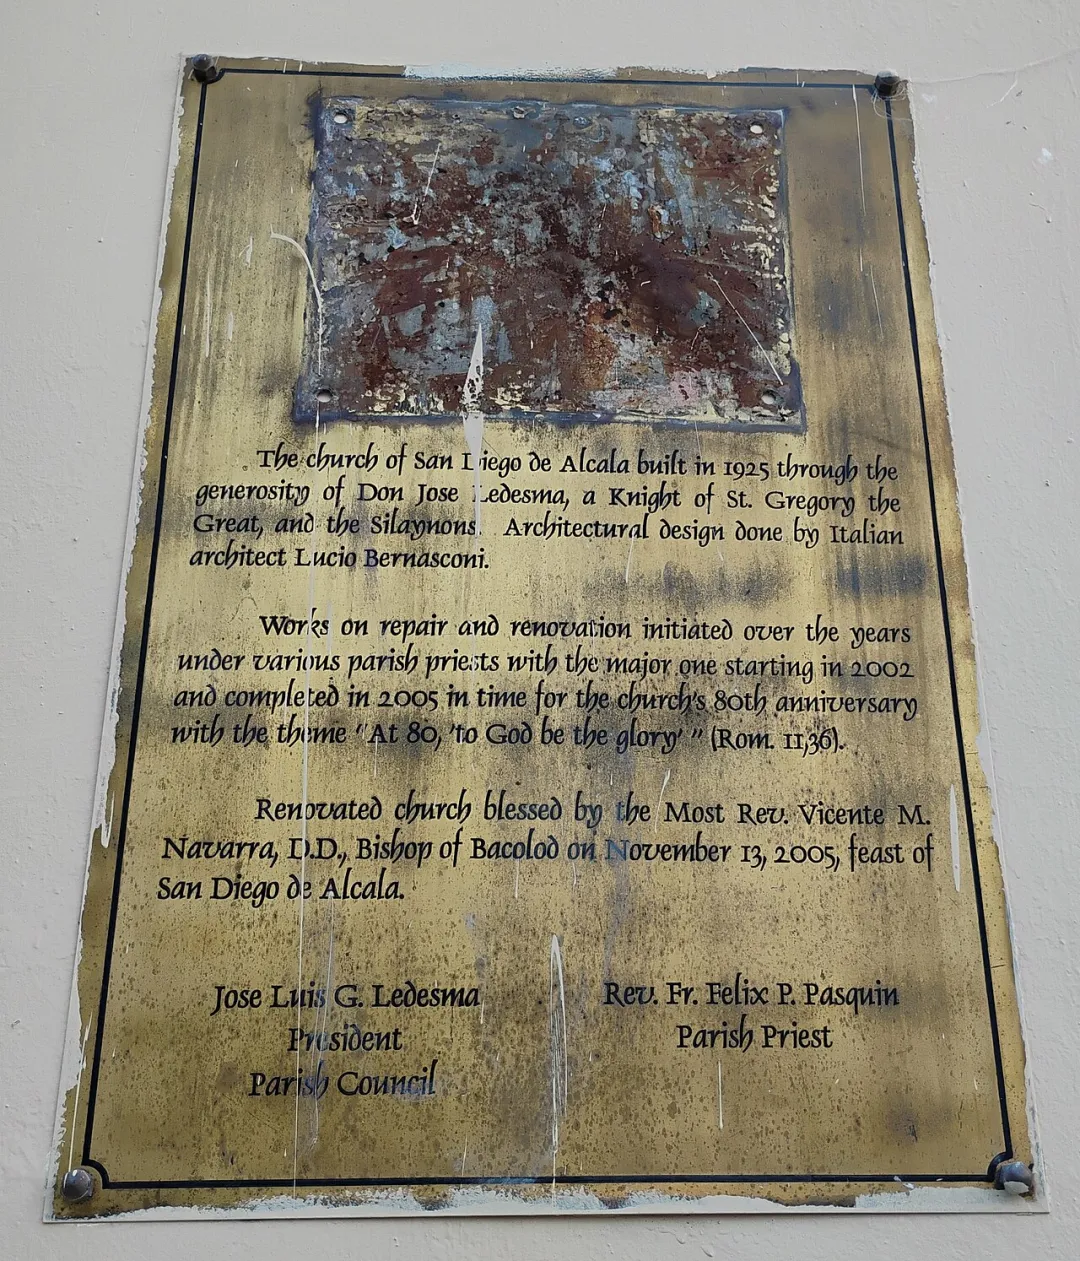 The church of San Diego de Alcala built in 1925 through the
generosity of Don Jose Ledesma, a Knight of St. Gregory the
Great, and the Silaynons. Architectural design done by Italian
architect Lucio Bernasconi.
Works on repair and renovation initiated over the years
under various parish priests with the major one starting in 2002
and completed in 2005 in time for the church's 80th anniversary
with the theme “At 80, ‘to God be the glory’ ” (Rom. 11,36).
Renovated church blessed by the Most Rev. Vicente M.
Navarra, D.D., Bishop of Bacolod on November 13, 2005, feast of
San Diego de Alcala.
Jose Luis G. Ledesma
President
Parish Council
Rev. Fr. Felix P. Pasquin
Parish Priest